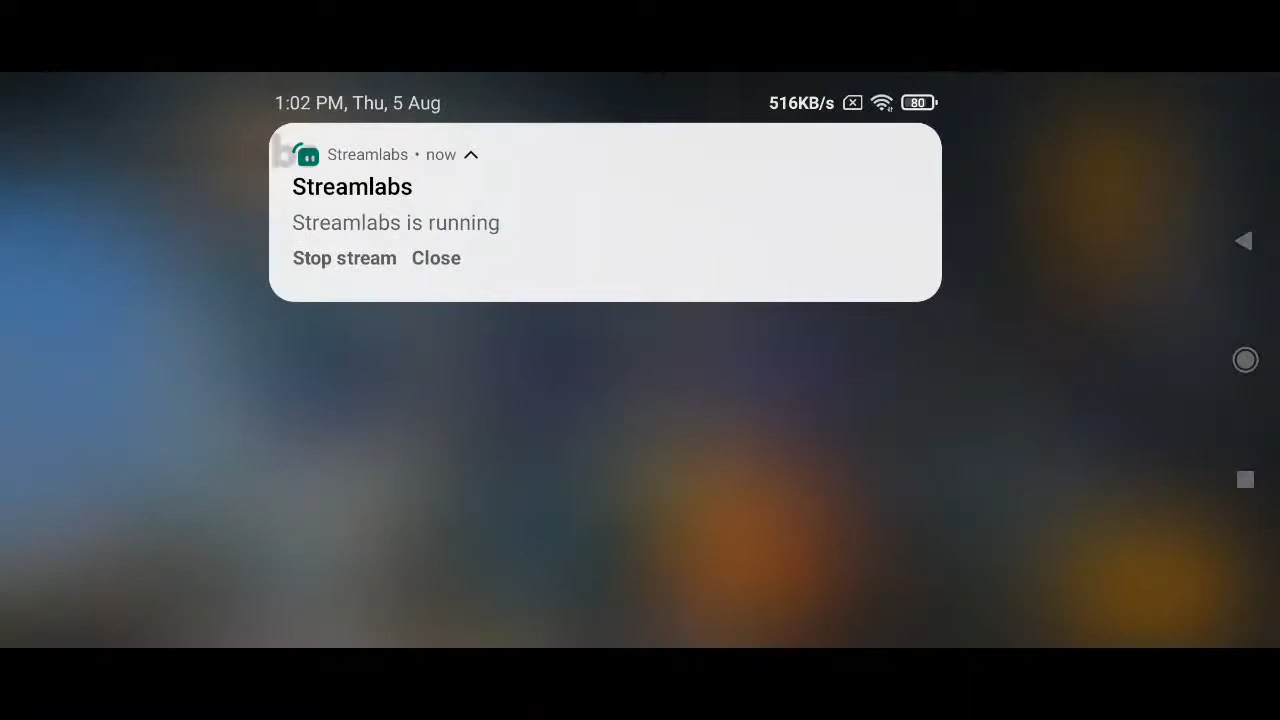 1:02 PM, Thu, 5 Aug 516KB/s 80
Streamlabs • now
Streamlabs
Streamlabs is running
Stop stream Close